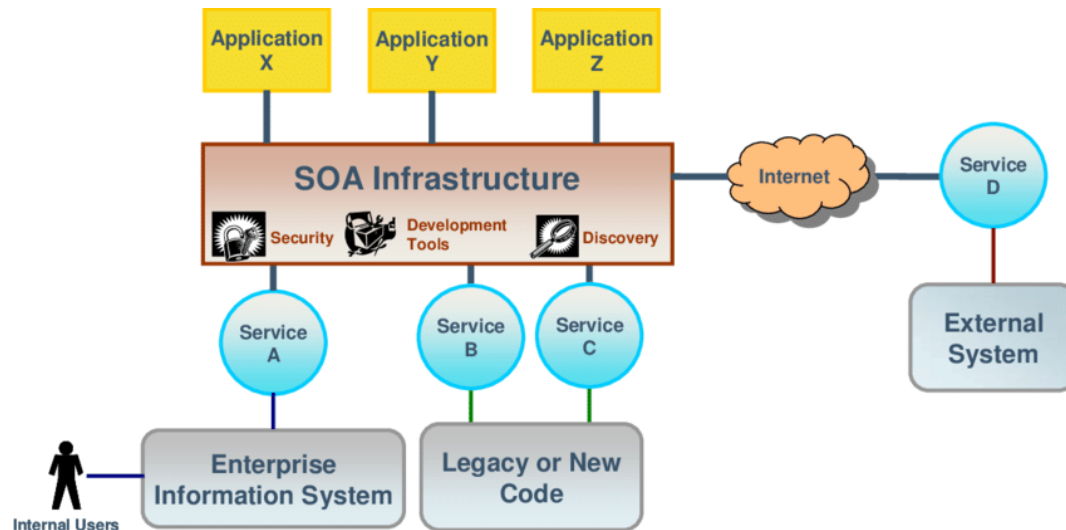 Application
X
Application
Y
Application
Z
SOA Infrastructure
Security
Development
Tools
Discovery
Internet
Service
D
Service
A
Service
B
Service
C
External
System
Enterprise
Information System
Legacy or New
Code
Internal Users